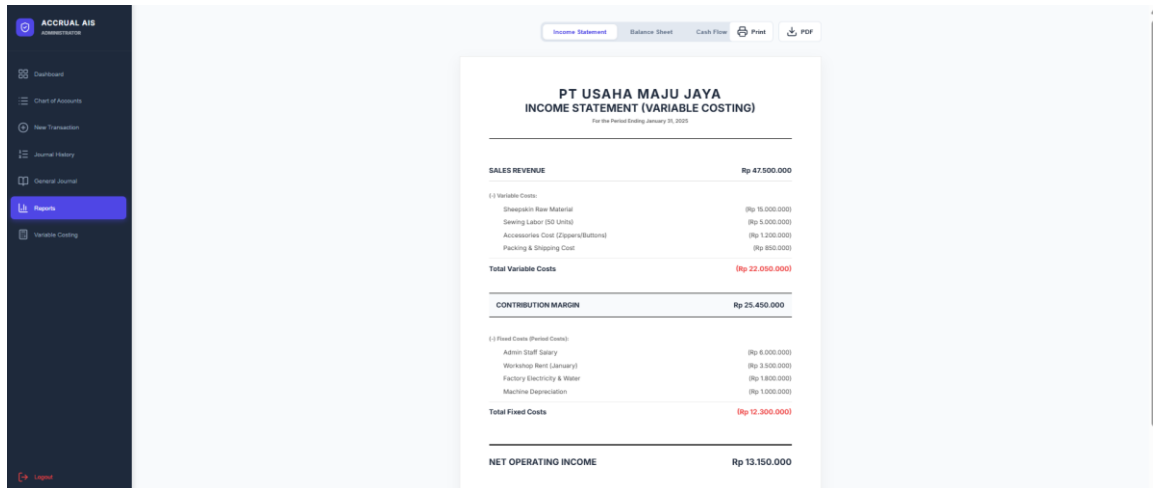 ACCRUAL AIS
ADMINISTRATOR
Dashboard
Chart of Accounts
New Transaction
Journal History
General Journal
Reports
Variable Costing
Logout
Income Statement Balance Sheet Cash Flow Print PDF
PT USAHA MAJU JAYA
INCOME STATEMENT (VARIABLE COSTING)
For the Period Ending January 31, 2025
SALES REVENUE Rp 47.500.000
(-) Variable Costs:
Sheepskin Raw Material (Rp 15.000.000)
Sewing Labor (50 Units) (Rp 5.000.000)
Accessories Cost (Zippers/Buttons) (Rp 1.200.000)
Packing & Shipping Cost (Rp 850.000)
Total Variable Costs (Rp 22.050.000)
CONTRIBUTION MARGIN Rp 25.450.000
(-) Fixed Costs (Period Costs):
Admin Staff Salary (Rp 6.000.000)
Workshop Rent (January) (Rp 3.500.000)
Factory Electricity & Water (Rp 1.800.000)
Machine Depreciation (Rp 1.000.000)
Total Fixed Costs (Rp 12.300.000)
NET OPERATING INCOME Rp 13.150.000